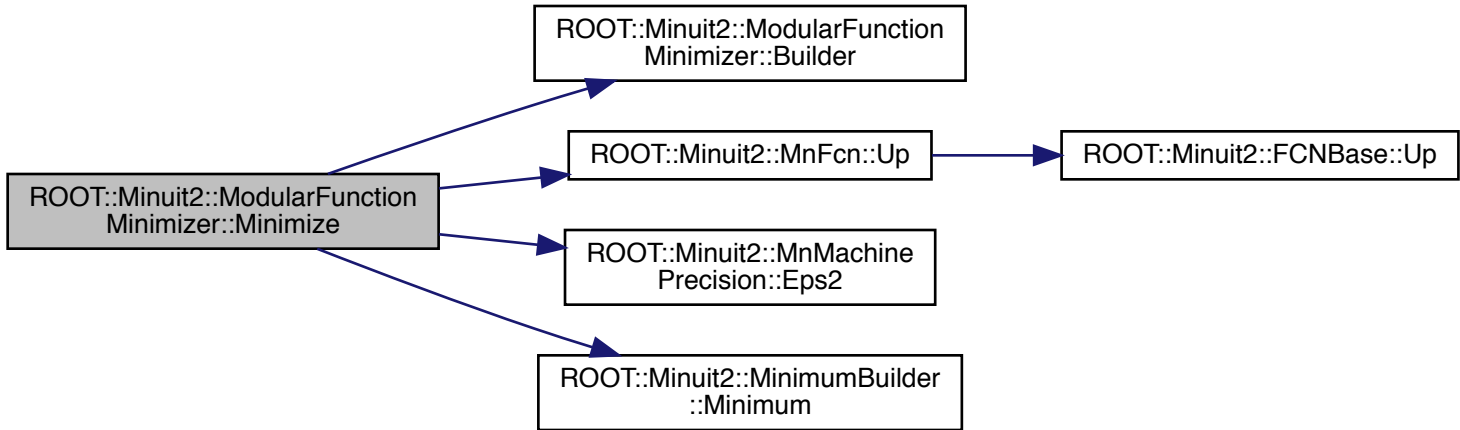 ROOT::Minuit2::ModularFunction
Minimizer::Builder
ROOT::Minuit2::MnFcn::Up
ROOT::Minuit2::FCNBase::Up
ROOT::Minuit2::ModularFunction
Minimizer::Minimize
ROOT::Minuit2::MnMachine
Precision::Eps2
ROOT::Minuit2::MinimumBuilder
::Minimum